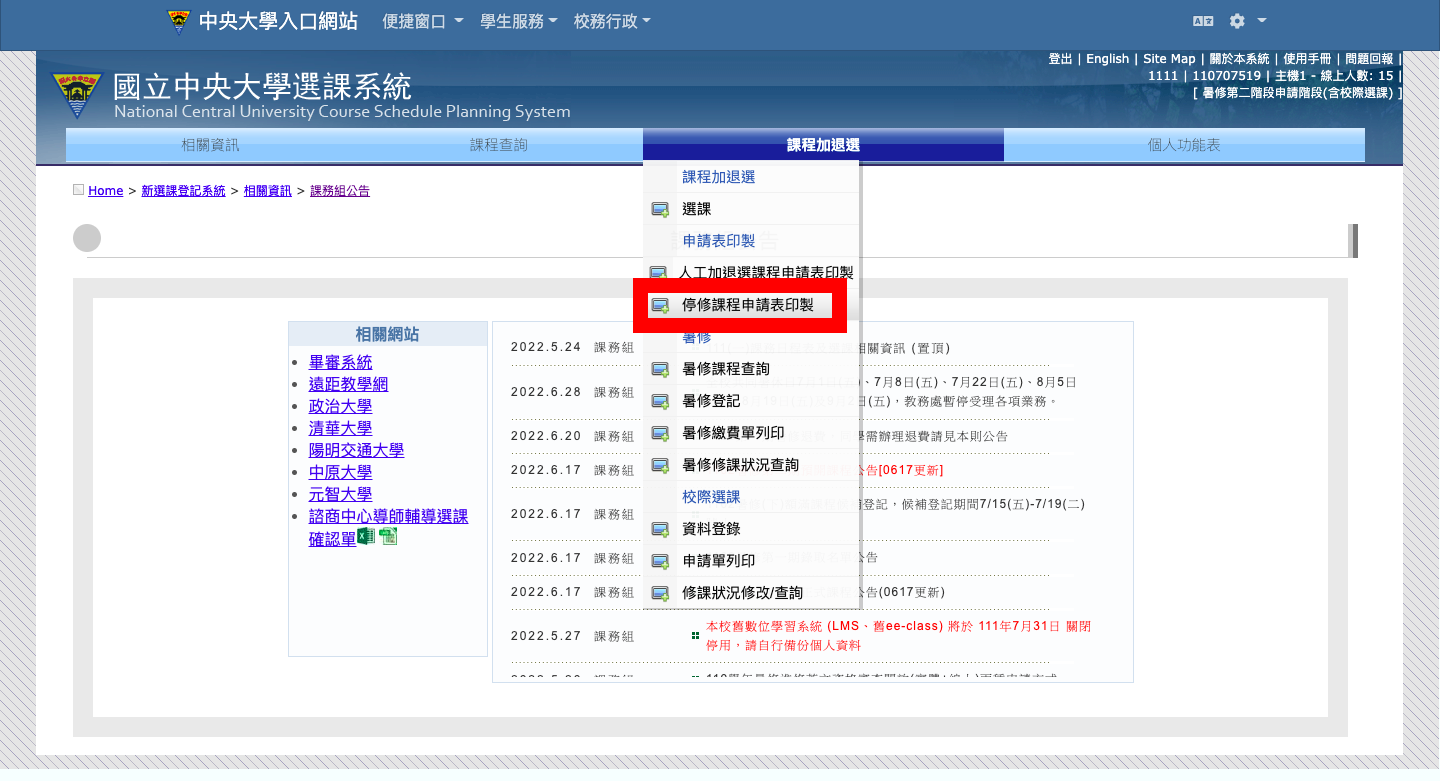 中央大學入口網站 便捷窗口 學生服務 校務行政
登出 | English | Site Map | 關於本系統 | 使用手冊 | 問題回報 |
1111 | 110707519 | 主機1 - 線上人數: 15 |
[ 暑修第二階段申請階段(含校際選課) ]
國立中央大學選課系統
National Central University Course Schedule Planning System
相關資訊 課程查詢 課程加退選 個人功能表
Home > 新選課登記系統 > 相關資訊 > 課務組公告
課程加退選
選課
申請表印製
人工加退選課程申請表印製
停修課程申請表印製
暑修
暑修課程查詢
暑修登記
暑修繳費單列印
暑修修課狀況查詢
校際選課
資料登錄
申請單列印
修課狀況修改/查詢
相關網站
畢審系統
遠距教學網
政治大學
清華大學
陽明交通大學
中原大學
元智大學
諮商中心導師輔導選課
確認單
2022.5.24 課務組 相關資訊 (置頂)
2022.6.28 課務組 、7月8日(五)、7月22日(五)、8月5日
(五)，教務處暫停受理各項業務。
2022.6.20 課務組 需辦理退費請見本則公告
2022.6.17 課務組 公告[0617更新]
2022.6.17 課務組 登記，候補登記期間7/15(五)-7/19(二)
2022.6.17 課務組 公告
2022.6.17 課務組 公告(0617更新)
2022.5.27 課務組 本校舊數位學習系統 (LMS、舊ee-class) 將於 111年7月31日 關閉
停用，請自行備份個人資料